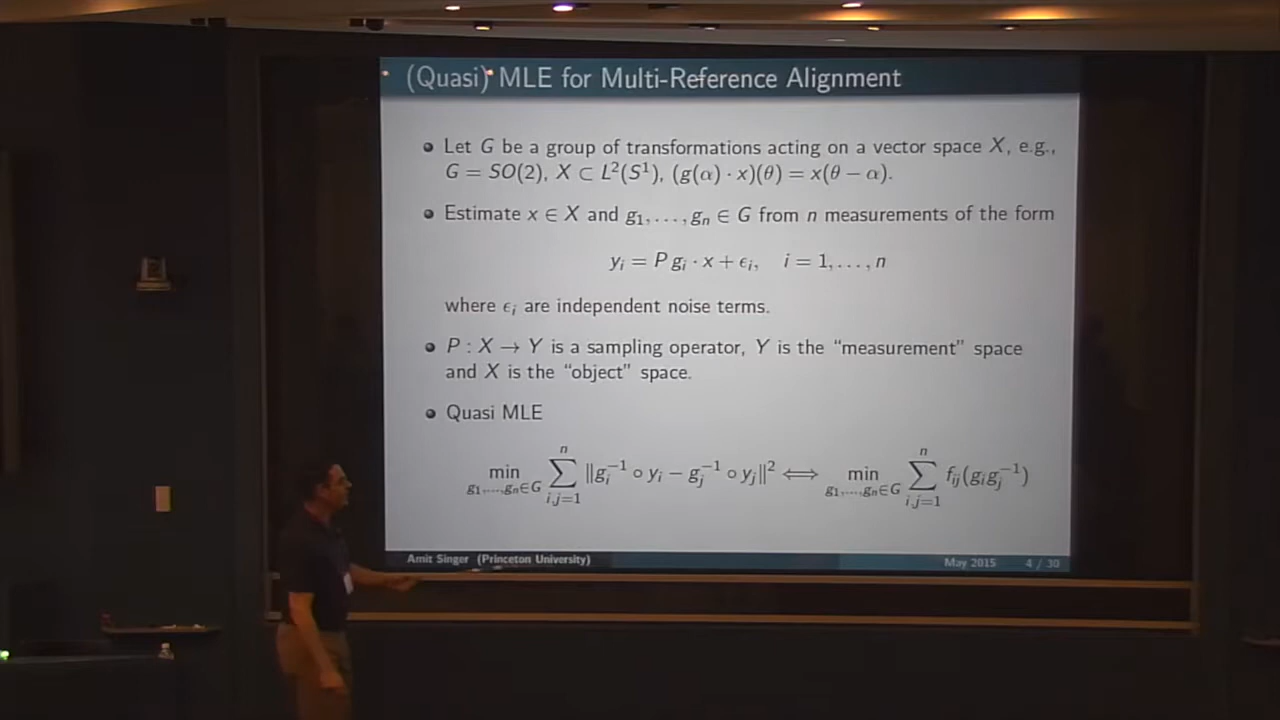 (Quasi) MLE for Multi-Reference Alignment
Let G be a group of transformations acting on a vector space X, e.g.,
G = SO(2), X ⊂ L²(S¹), (g(α) · x)(θ) = x(θ − α).
Estimate x ∈ X and g₁, . . . , gₙ ∈ G from n measurements of the form
yᵢ = P gᵢ · x + ϵᵢ, i = 1, . . . , n
where ϵᵢ are independent noise terms.
P : X → Y is a sampling operator, Y is the “measurement” space
and X is the “object” space.
Quasi MLE
min_{g₁,...,gₙ∈G} ∑_{i,j=1}^{n} ‖gᵢ⁻¹ ∘ yᵢ − gⱼ⁻¹ ∘ yⱼ‖² ⟺ min_{g₁,...,gₙ∈G} ∑_{i,j=1}^{n} fᵢⱼ(gᵢgⱼ⁻¹)
Amit Singer (Princeton University) May 2015 4 / 30